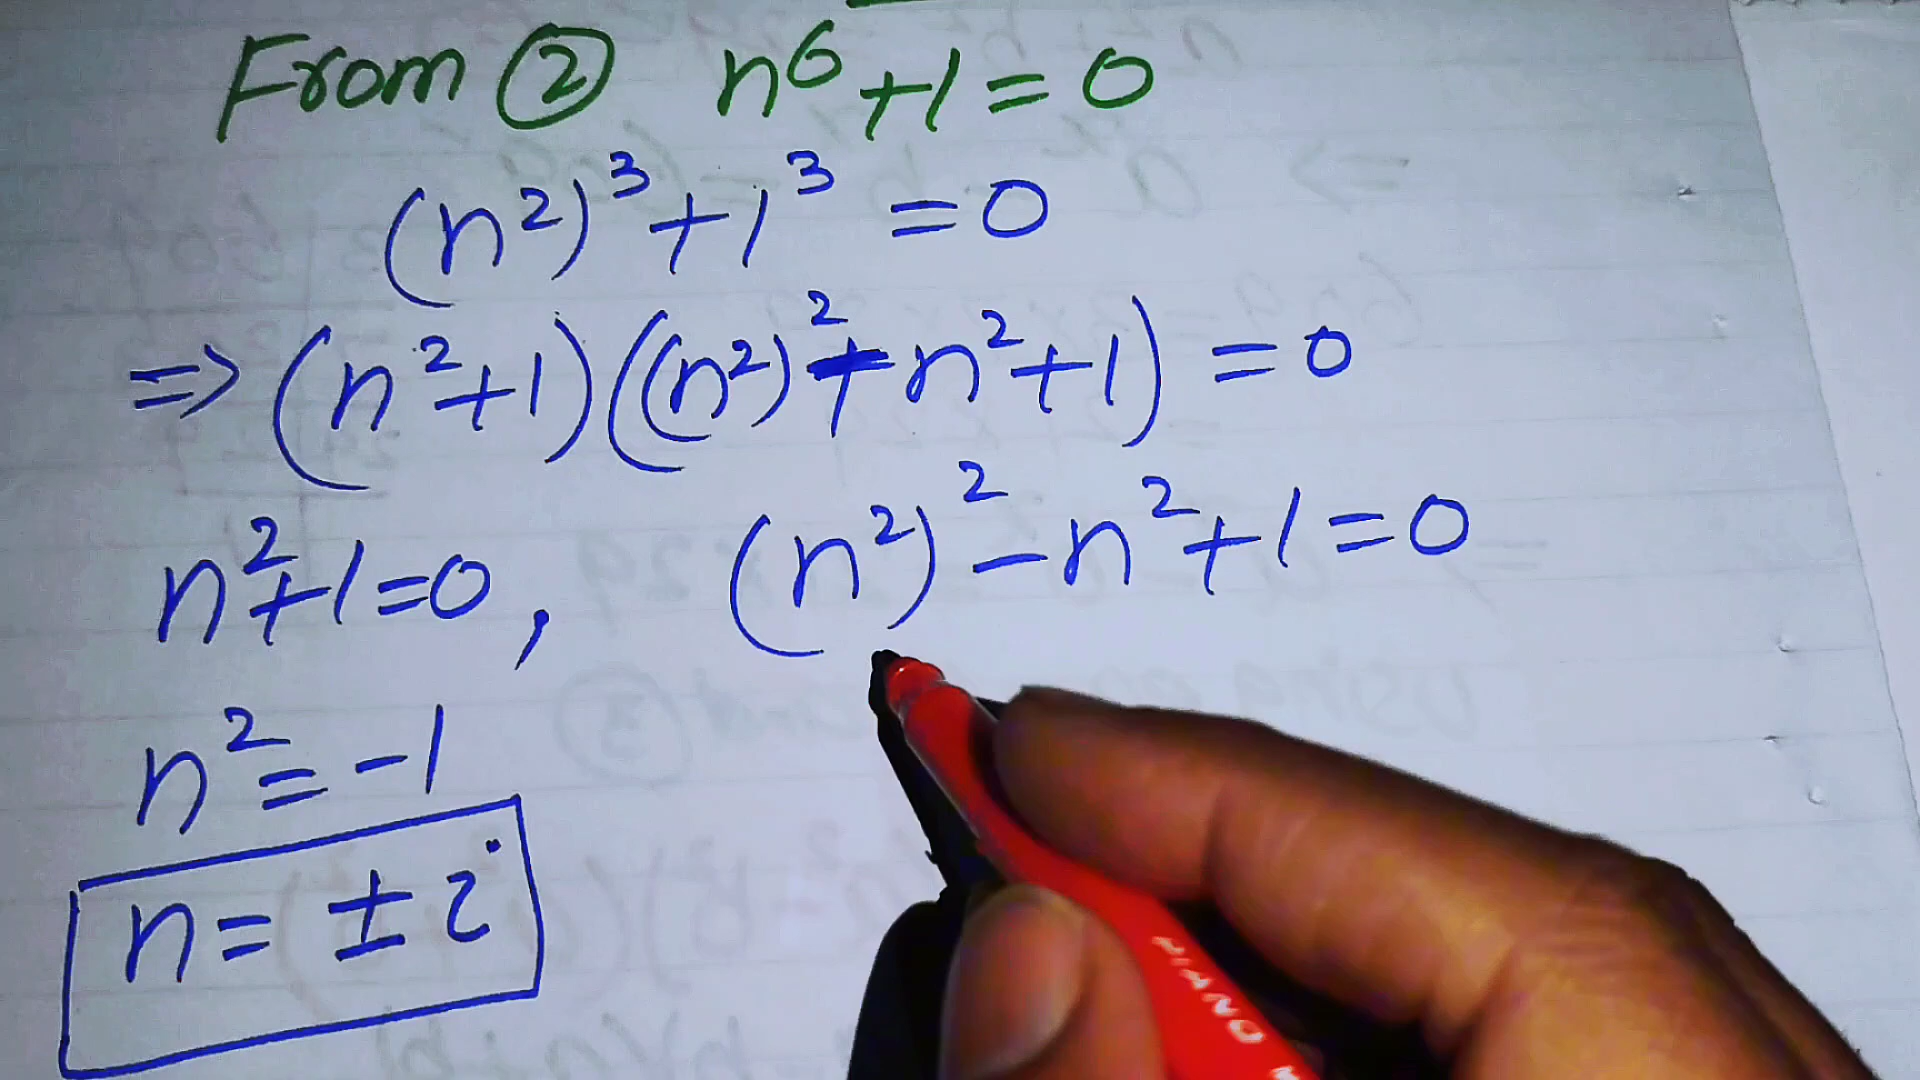 From ② n⁶+1=0
(n²)³+1³=0
⇒(n²+1)((n²)²-n²+1)=0
n²+1=0, (n²)²-n²+1=0
n²=-1
n=±i
PIANO